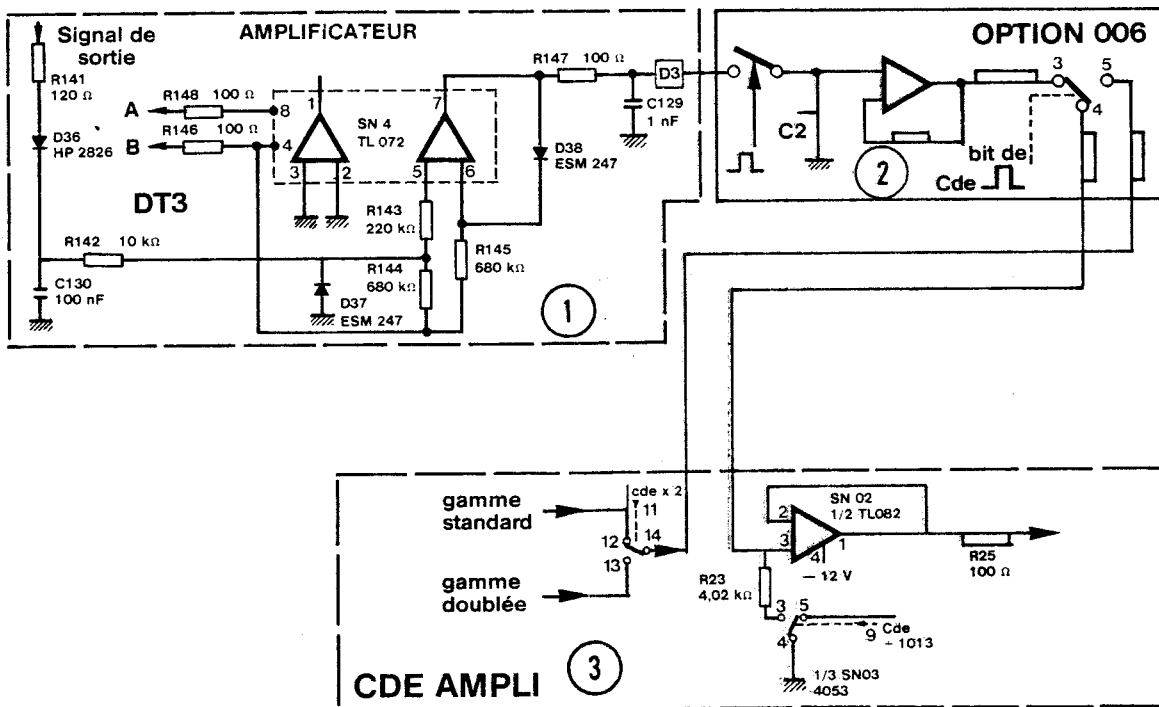 Signal de
sortie
AMPLIFICATEUR
R141
120 Ω
A
R148
100 Ω
8
1
7
R147
100 Ω
D3
C129
1 nF
D36
HP 2826
B
R146
100 Ω
4
SN 4
TL 072
3
2
5
6
D38
ESM 247
DT3
R143
220 kΩ
R142
10 kΩ
R144
680 kΩ
R145
680 kΩ
C130
100 nF
D37
ESM 247
1
OPTION 006
C2
3
5
4
bit de
Cde
2
gamme
standard
cde x 2
11
12
14
13
gamme
doublée
SN 02
1/2 TL082
2
3
4
1
– 12 V
R25
100 Ω
R23
4,02 kΩ
3
5
4
9
Cde
÷ 1013
1/3 SN03
4053
CDE AMPLI
3